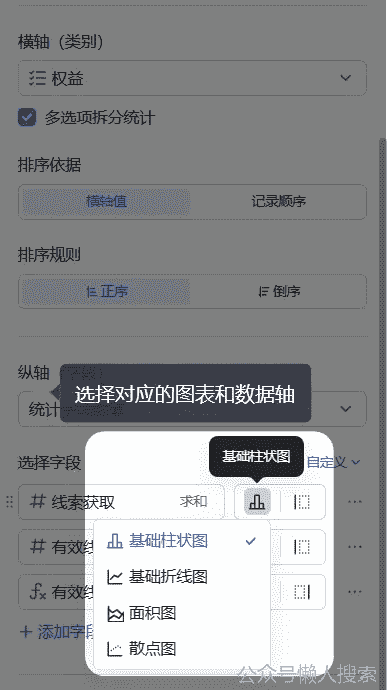 横轴（类别）
权益
多选项拆分统计
排序依据
横轴值
记录顺序
排序规则
正序
倒序
纵轴
选择对应的图表和数据轴
统计
基础柱状图
选择字段
自定义
线索获取
求和
有效线
基础柱状图
基础折线图
有效线
面积图
添加字段
散点图
公众号懒人搜索